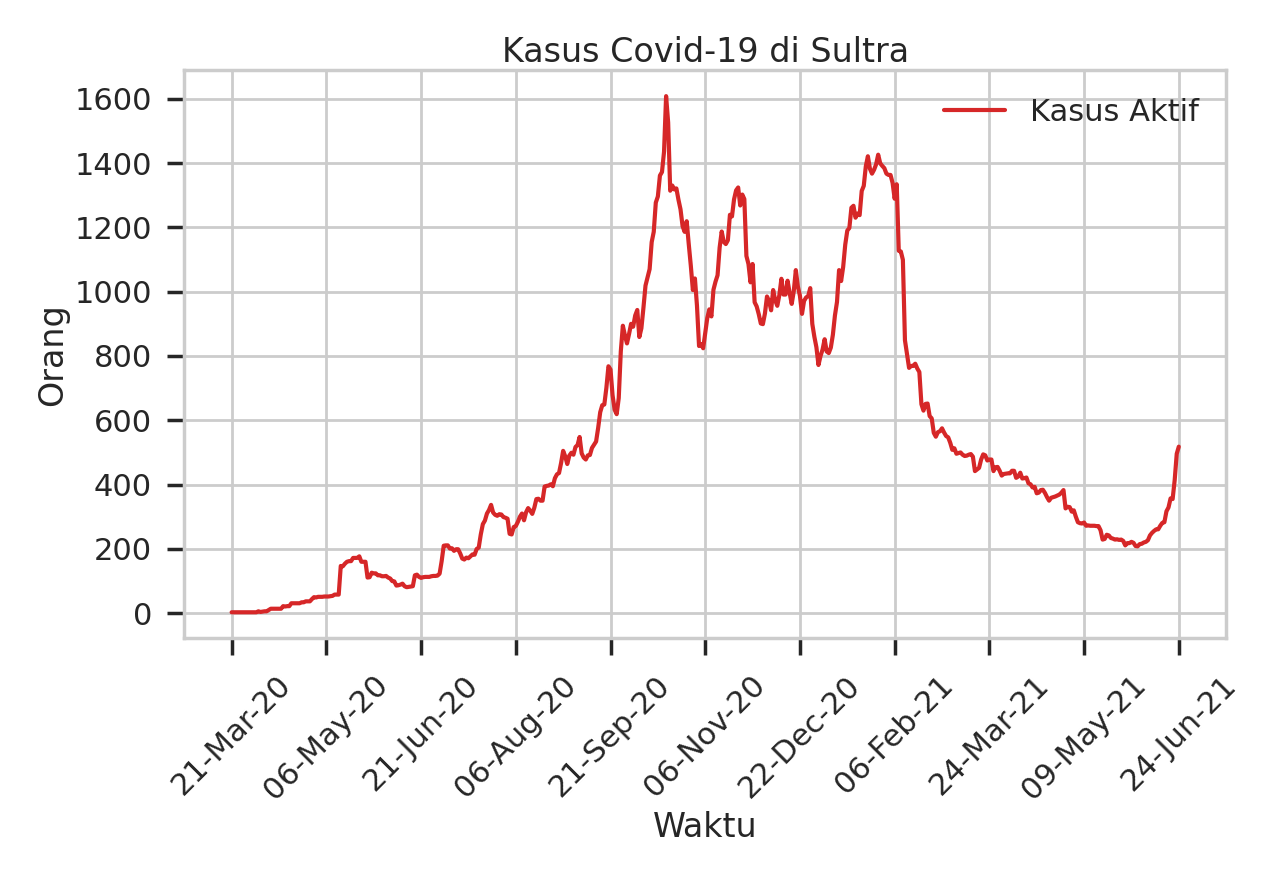 Kasus Covid-19 di Sultra
Kasus Aktif
Orang
1600
1400
1200
1000
800
600
400
200
0
21-Mar-20
06-May-20
21-Jun-20
06-Aug-20
21-Sep-20
06-Nov-20
22-Dec-20
06-Feb-21
24-Mar-21
09-May-21
24-Jun-21
Waktu